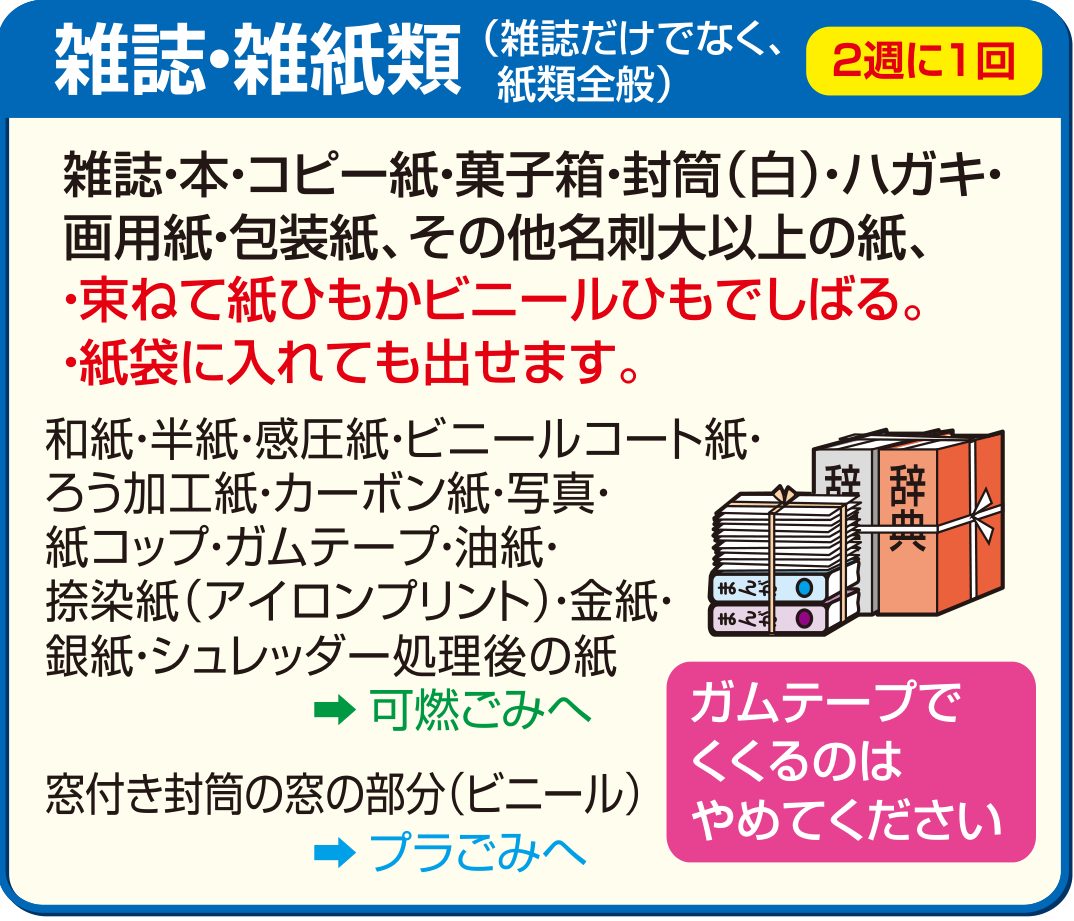 雑誌・雑紙類
（雑誌だけでなく、
紙類全般）
2週に1回
雑誌・本・コピー紙・菓子箱・封筒（白）・ハガキ・
画用紙・包装紙、その他名刺大以上の紙、
・束ねて紙ひもかビニールひもでしばる。
・紙袋に入れても出せます。
和紙・半紙・感圧紙・ビニールコート紙・
ろう加工紙・カーボン紙・写真・
紙コップ・ガムテープ・油紙・
捺染紙（アイロンプリント）・金紙・
銀紙・シュレッダー処理後の紙
➡ 可燃ごみへ
窓付き封筒の窓の部分（ビニール）
➡ プラごみへ
辞
辞典
まんが
まんが
ガムテープで
くくるのは
やめてください